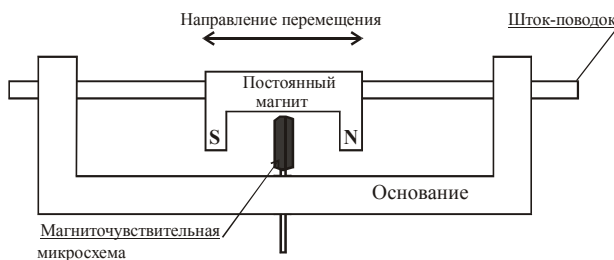 Направление перемещения
Шток-поводок
Постоянный
магнит
S
N
Основание
Магниточувствительная
микросхема